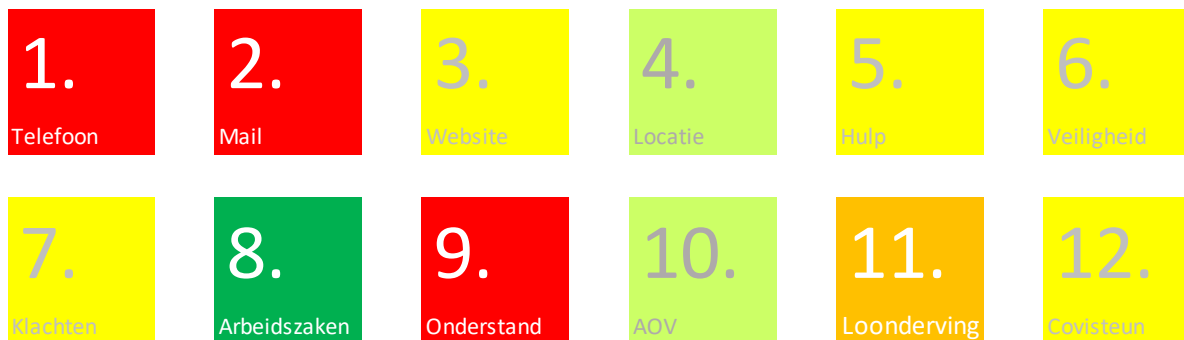 1.
Telefoon
2.
Mail
3.
Website
4.
Locatie
5.
Hulp
6.
Veiligheid
7.
Klachten
8.
Arbeidszaken
9.
Onderstand
10.
AOV
11.
Loonderving
12.
Covisteun